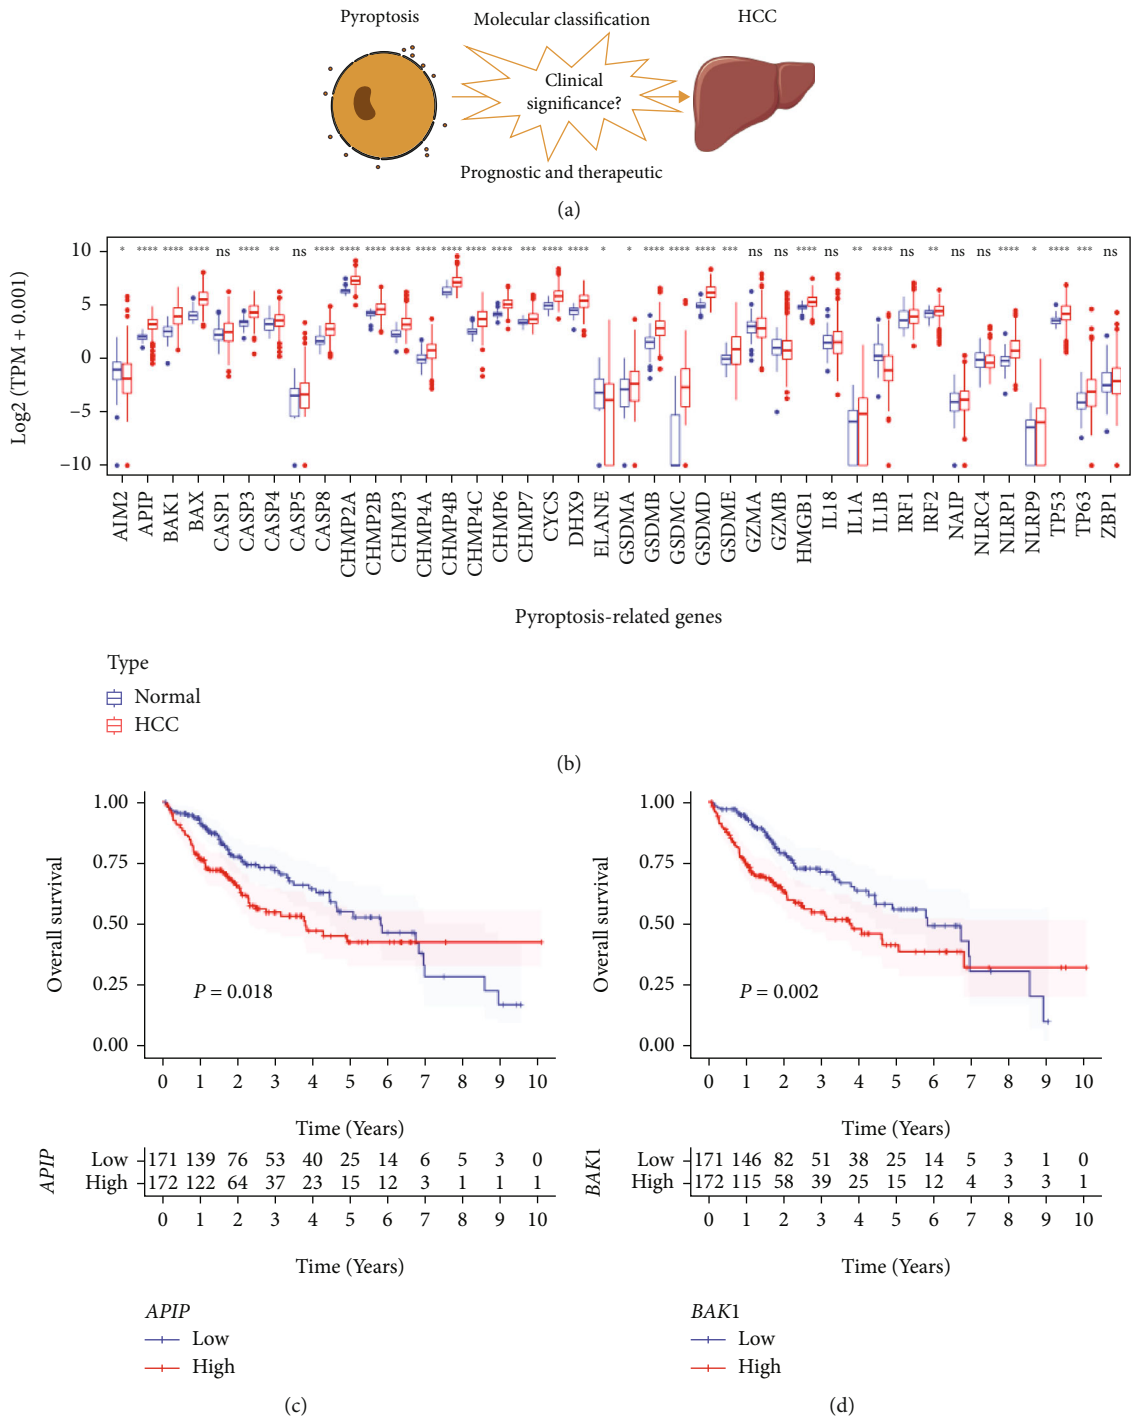 Pyroptosis
Molecular classification
HCC
Clinical
significance?
Prognostic and therapeutic
(a)
Log2 (TPM + 0.001)
10
5
0
−5
−10
* **** **** **** ns **** ** ns **** **** **** **** **** **** **** **** *** **** **** * * **** **** **** *** ns ns **** ns ** **** ns ** ns ns **** * **** *** ns
AIM2 APIP BAK1 BAX CASP1 CASP3 CASP4 CASP5 CASP8 CHMP2A CHMP2B CHMP3 CHMP4A CHMP4B CHMP4C CHMP6 CHMP7 CYCS DHX9 ELANE GSDMA GSDMB GSDMC GSDMD GSDME GZMA GZMB HMGB1 IL18 IL1A IL1B IRF1 IRF2 NAIP NLRC4 NLRP1 NLRP9 TP53 TP63 ZBP1
Pyroptosis-related genes
Type
Normal
HCC
(b)
Overall survival
1.00
0.75
0.50
0.25
0.00
P = 0.018
0 1 2 3 4 5 6 7 8 9 10
Time (Years)
APIP
Low 171 139 76 53 40 25 14 6 5 3 0
High 172 122 64 37 23 15 12 3 1 1 1
0 1 2 3 4 5 6 7 8 9 10
Time (Years)
APIP
Low
High
(c)
Overall survival
1.00
0.75
0.50
0.25
0.00
P = 0.002
0 1 2 3 4 5 6 7 8 9 10
Time (Years)
BAK1
Low 171 146 82 51 38 25 14 5 3 1 0
High 172 115 58 39 25 15 12 4 3 3 1
0 1 2 3 4 5 6 7 8 9 10
Time (Years)
BAK1
Low
High
(d)